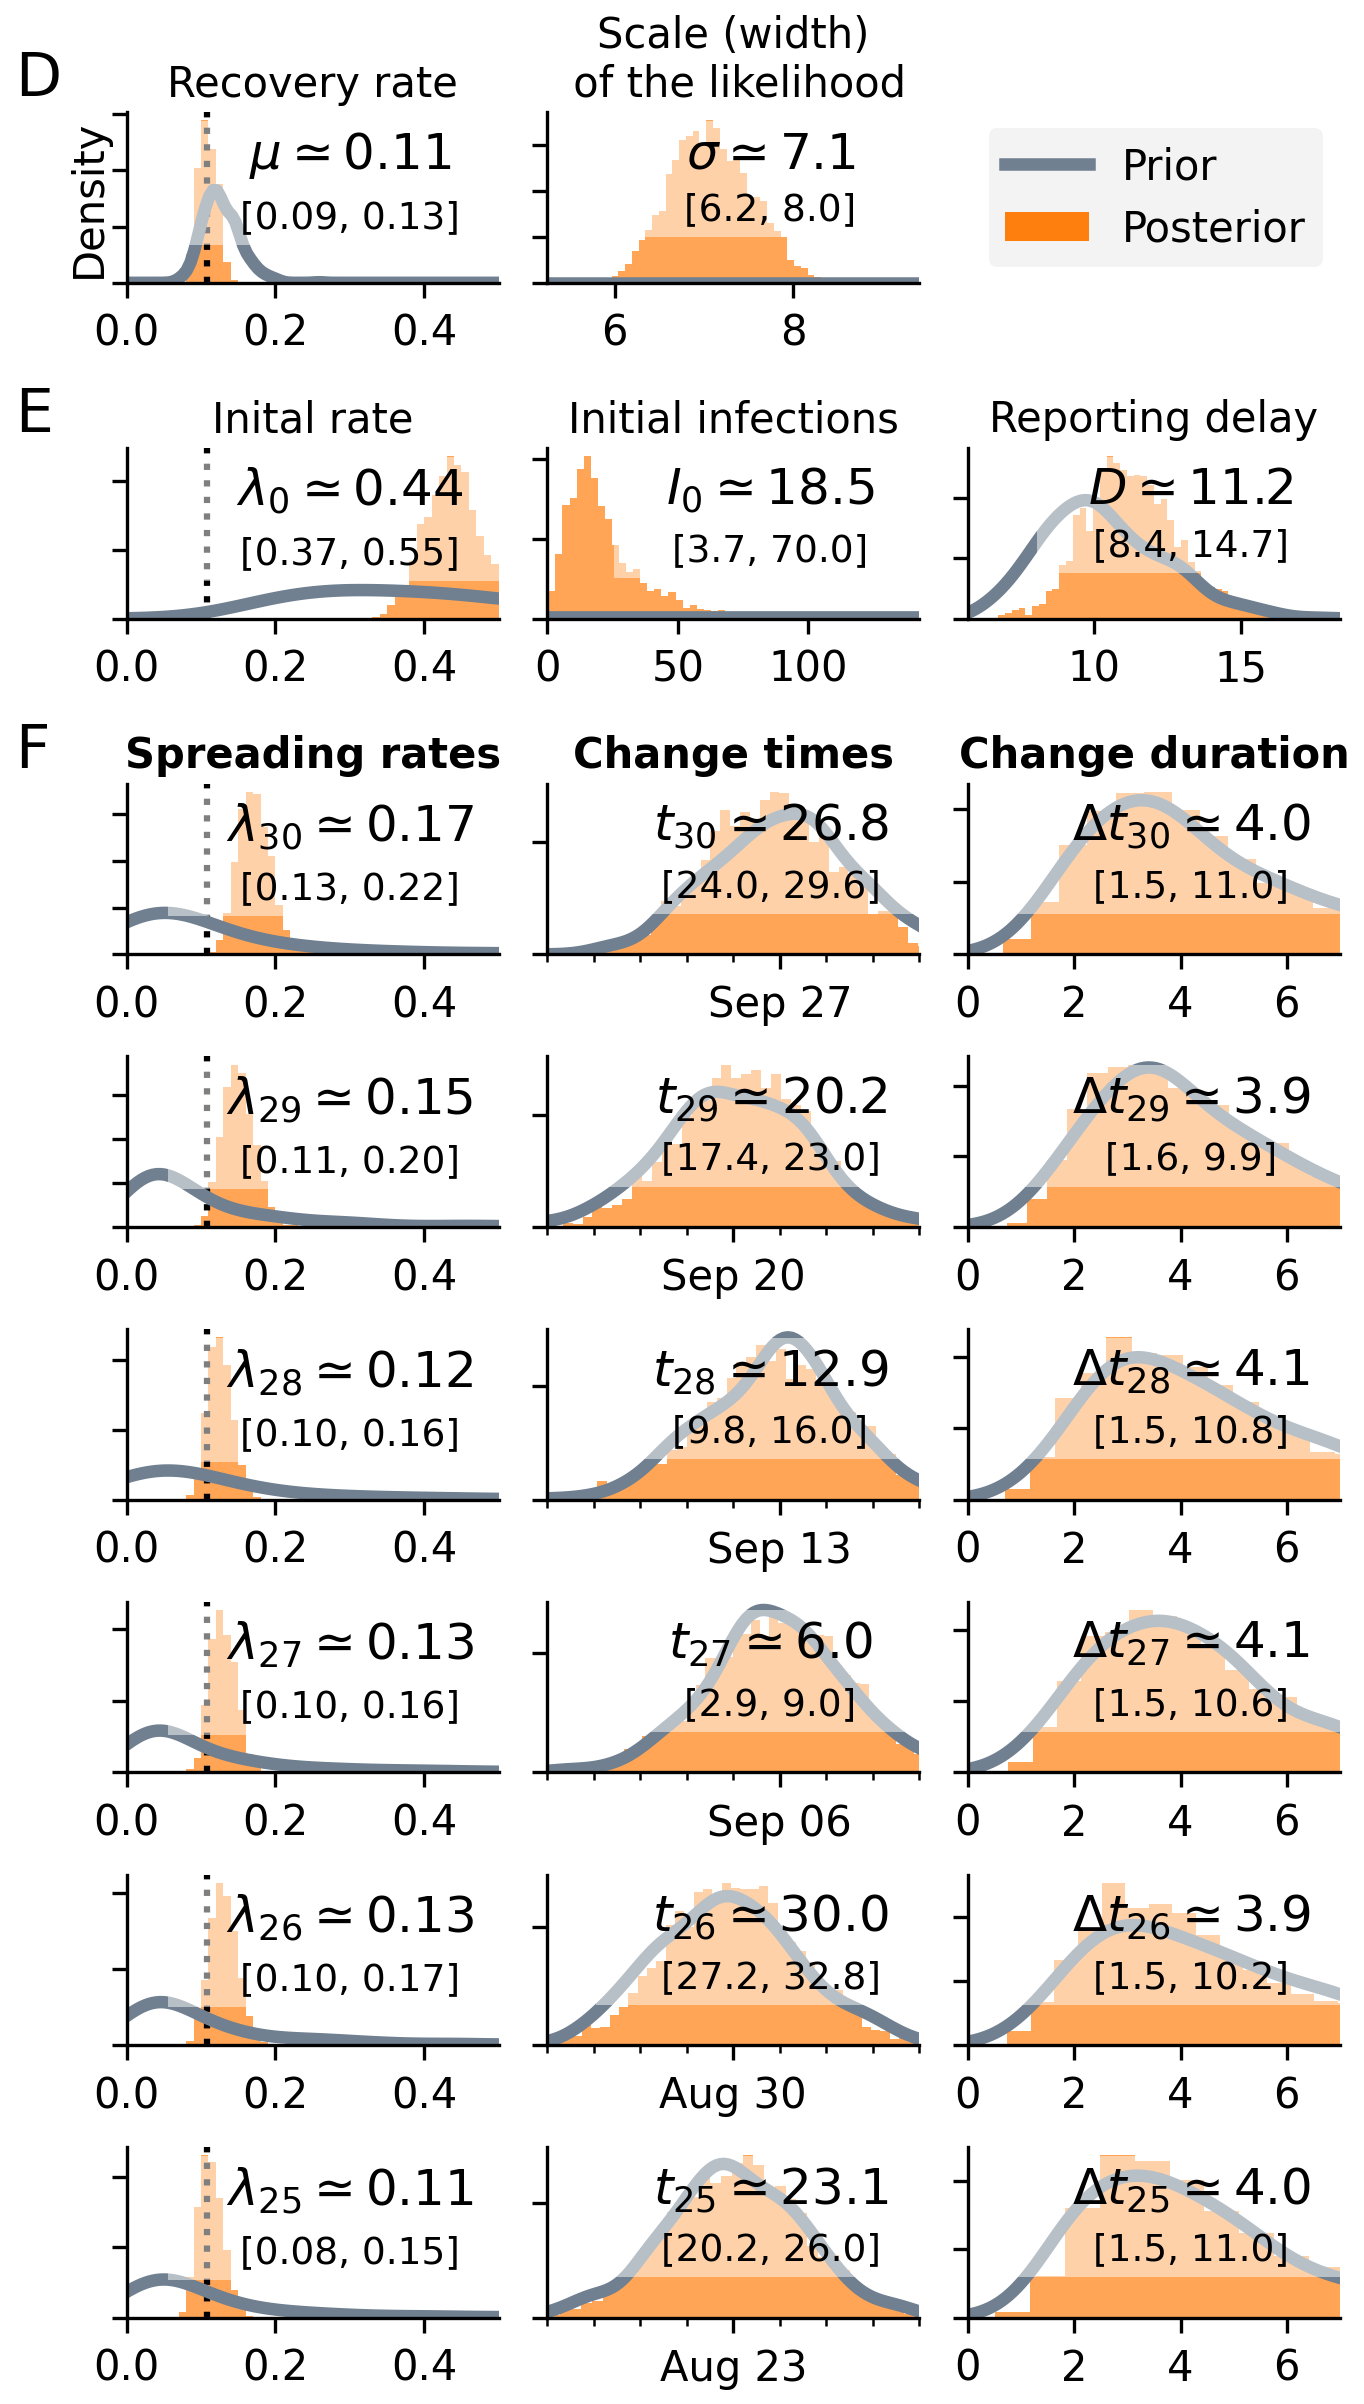 D
Recovery rate
Scale (width)
of the likelihood
Density
μ ≃ 0.11
[0.09, 0.13]
0.0 0.2 0.4
σ ≃ 7.1
[6.2, 8.0]
6 8
Prior
Posterior
E
Inital rate
λ0 ≃ 0.44
[0.37, 0.55]
0.0 0.2 0.4
Initial infections
I0 ≃ 18.5
[3.7, 70.0]
0 50 100
Reporting delay
D ≃ 11.2
[8.4, 14.7]
10 15
F
Spreading rates
Change times
Change duration
λ30 ≃ 0.17
[0.13, 0.22]
0.0 0.2 0.4
t30 ≃ 26.8
[24.0, 29.6]
Sep 27
Δt30 ≃ 4.0
[1.5, 11.0]
0 2 4 6
λ29 ≃ 0.15
[0.11, 0.20]
0.0 0.2 0.4
t29 ≃ 20.2
[17.4, 23.0]
Sep 20
Δt29 ≃ 3.9
[1.6, 9.9]
0 2 4 6
λ28 ≃ 0.12
[0.10, 0.16]
0.0 0.2 0.4
t28 ≃ 12.9
[9.8, 16.0]
Sep 13
Δt28 ≃ 4.1
[1.5, 10.8]
0 2 4 6
λ27 ≃ 0.13
[0.10, 0.16]
0.0 0.2 0.4
t27 ≃ 6.0
[2.9, 9.0]
Sep 06
Δt27 ≃ 4.1
[1.5, 10.6]
0 2 4 6
λ26 ≃ 0.13
[0.10, 0.17]
0.0 0.2 0.4
t26 ≃ 30.0
[27.2, 32.8]
Aug 30
Δt26 ≃ 3.9
[1.5, 10.2]
0 2 4 6
λ25 ≃ 0.11
[0.08, 0.15]
0.0 0.2 0.4
t25 ≃ 23.1
[20.2, 26.0]
Aug 23
Δt25 ≃ 4.0
[1.5, 11.0]
0 2 4 6